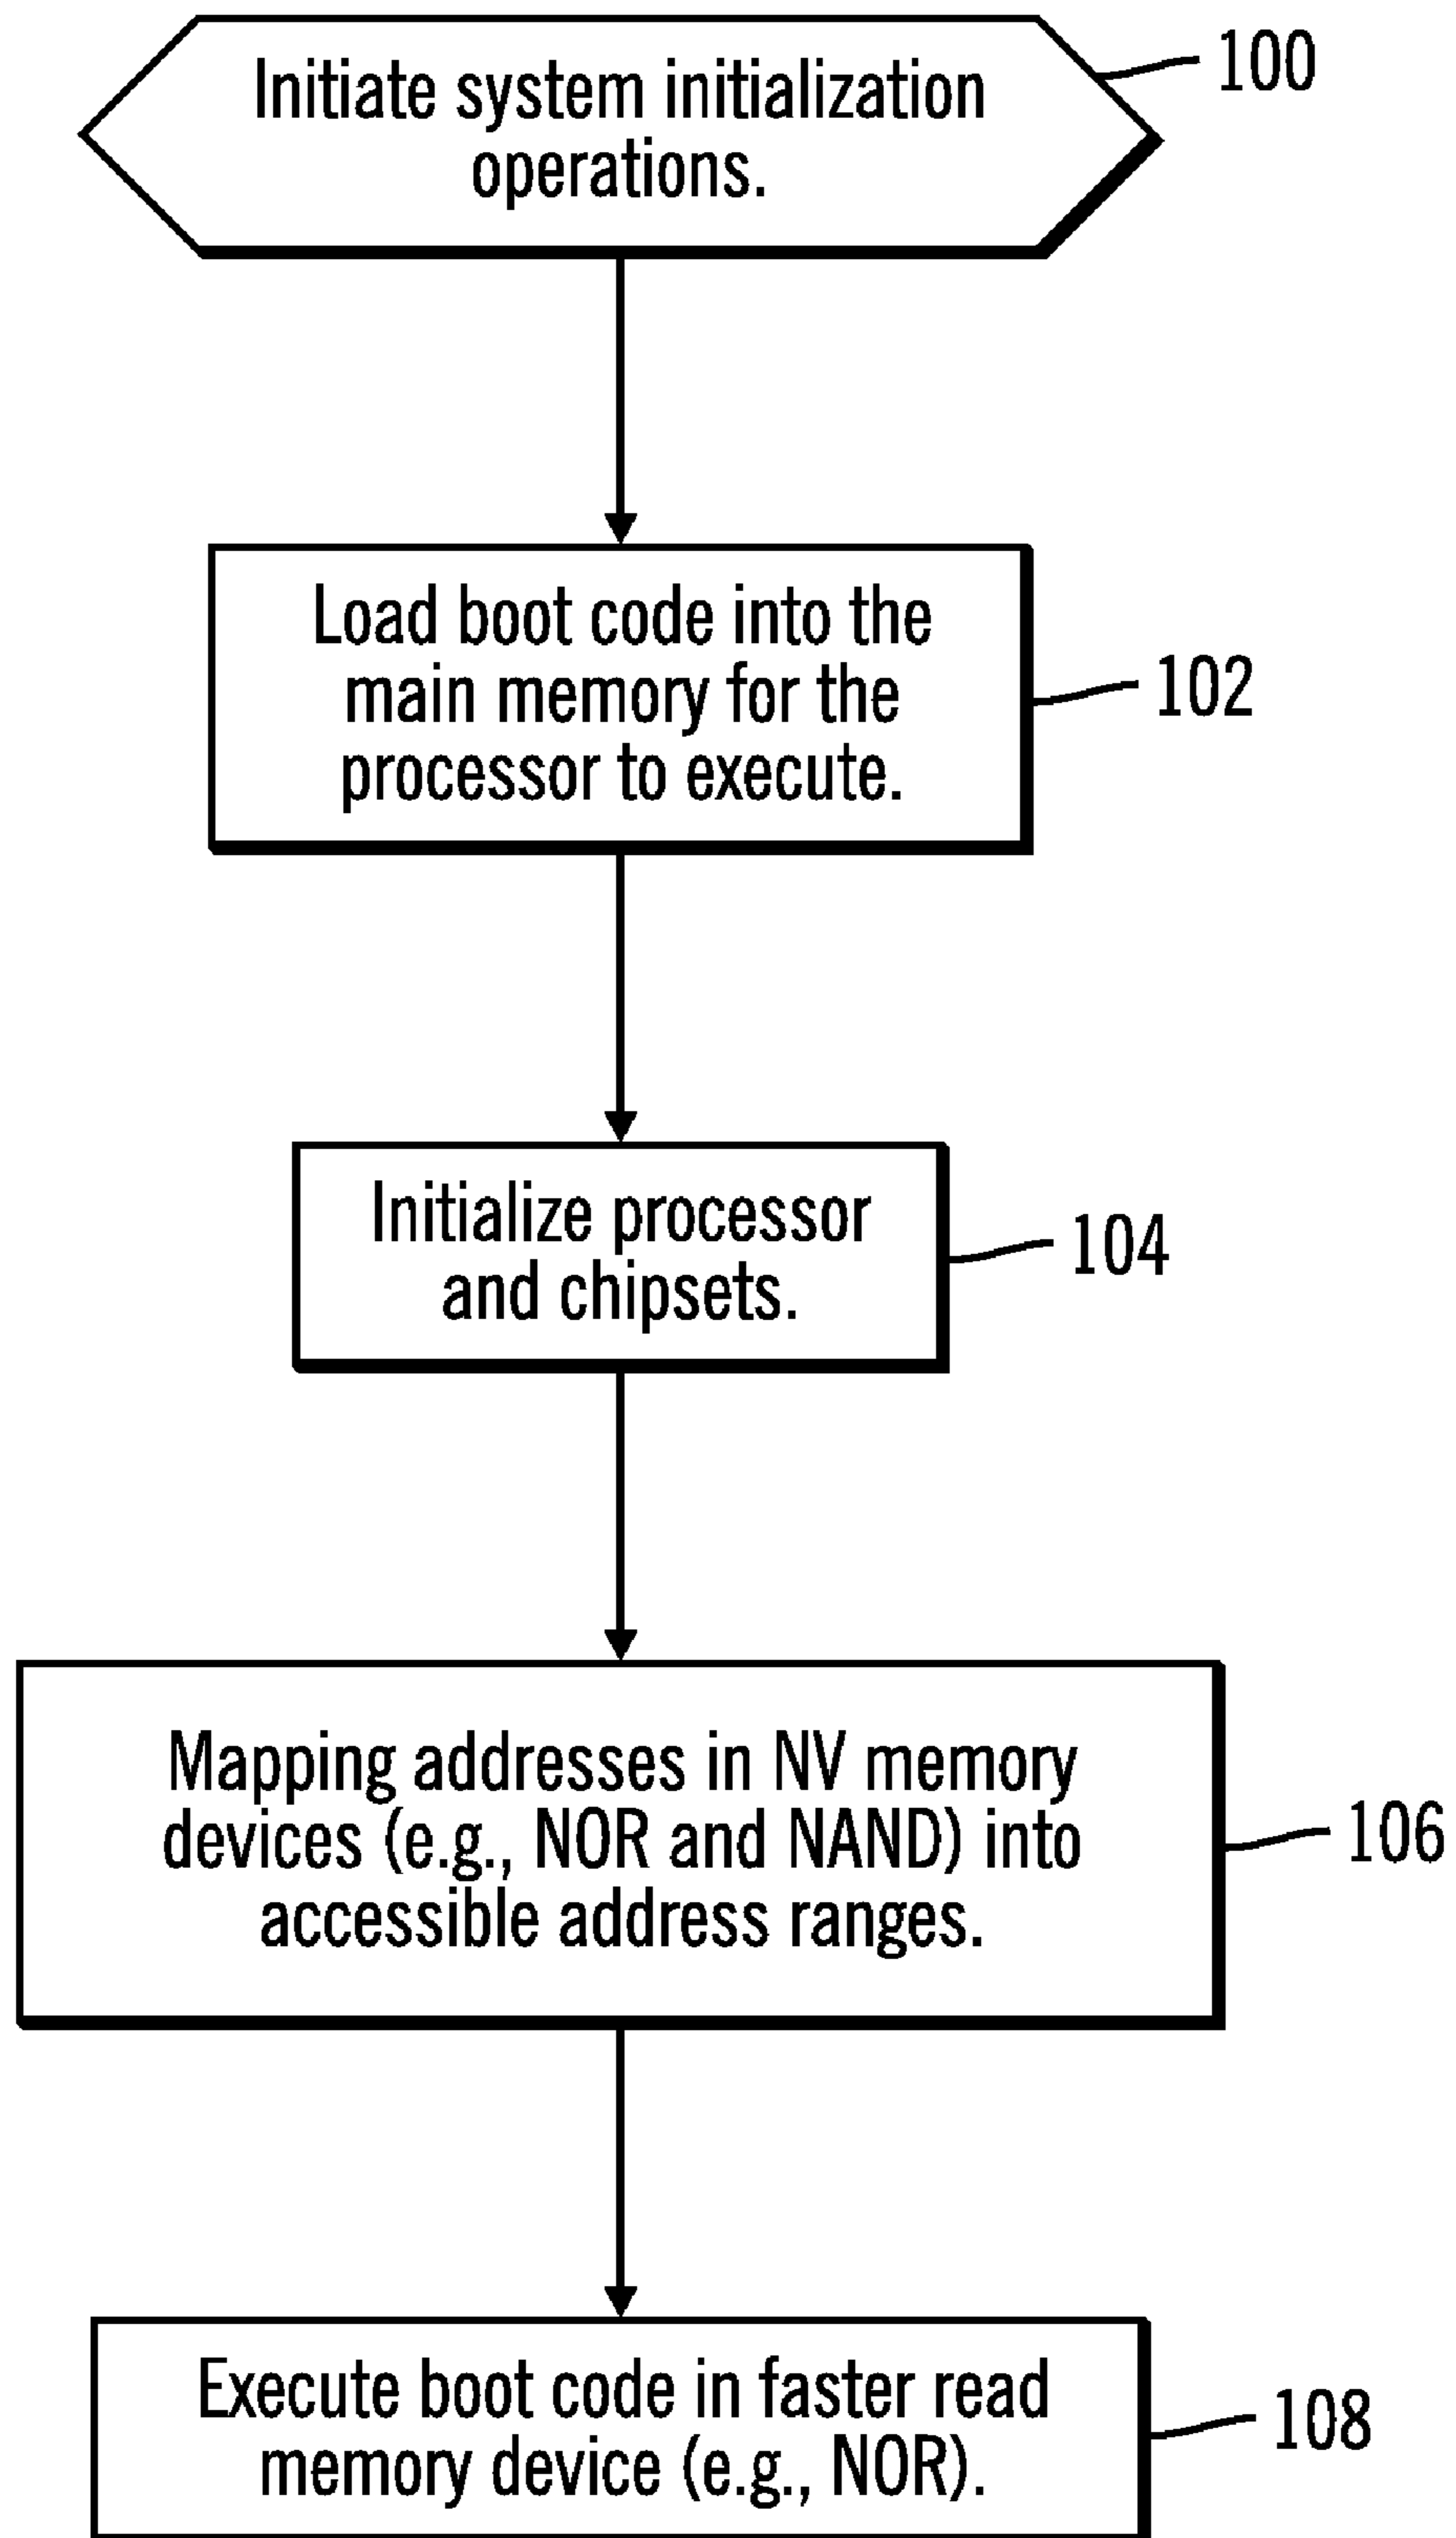 Initiate system initialization
operations.
100
Load boot code into the
main memory for the
processor to execute.
102
Initialize processor
and chipsets.
104
Mapping addresses in NV memory
devices (e.g., NOR and NAND) into
accessible address ranges.
106
Execute boot code in faster read
memory device (e.g., NOR).
108